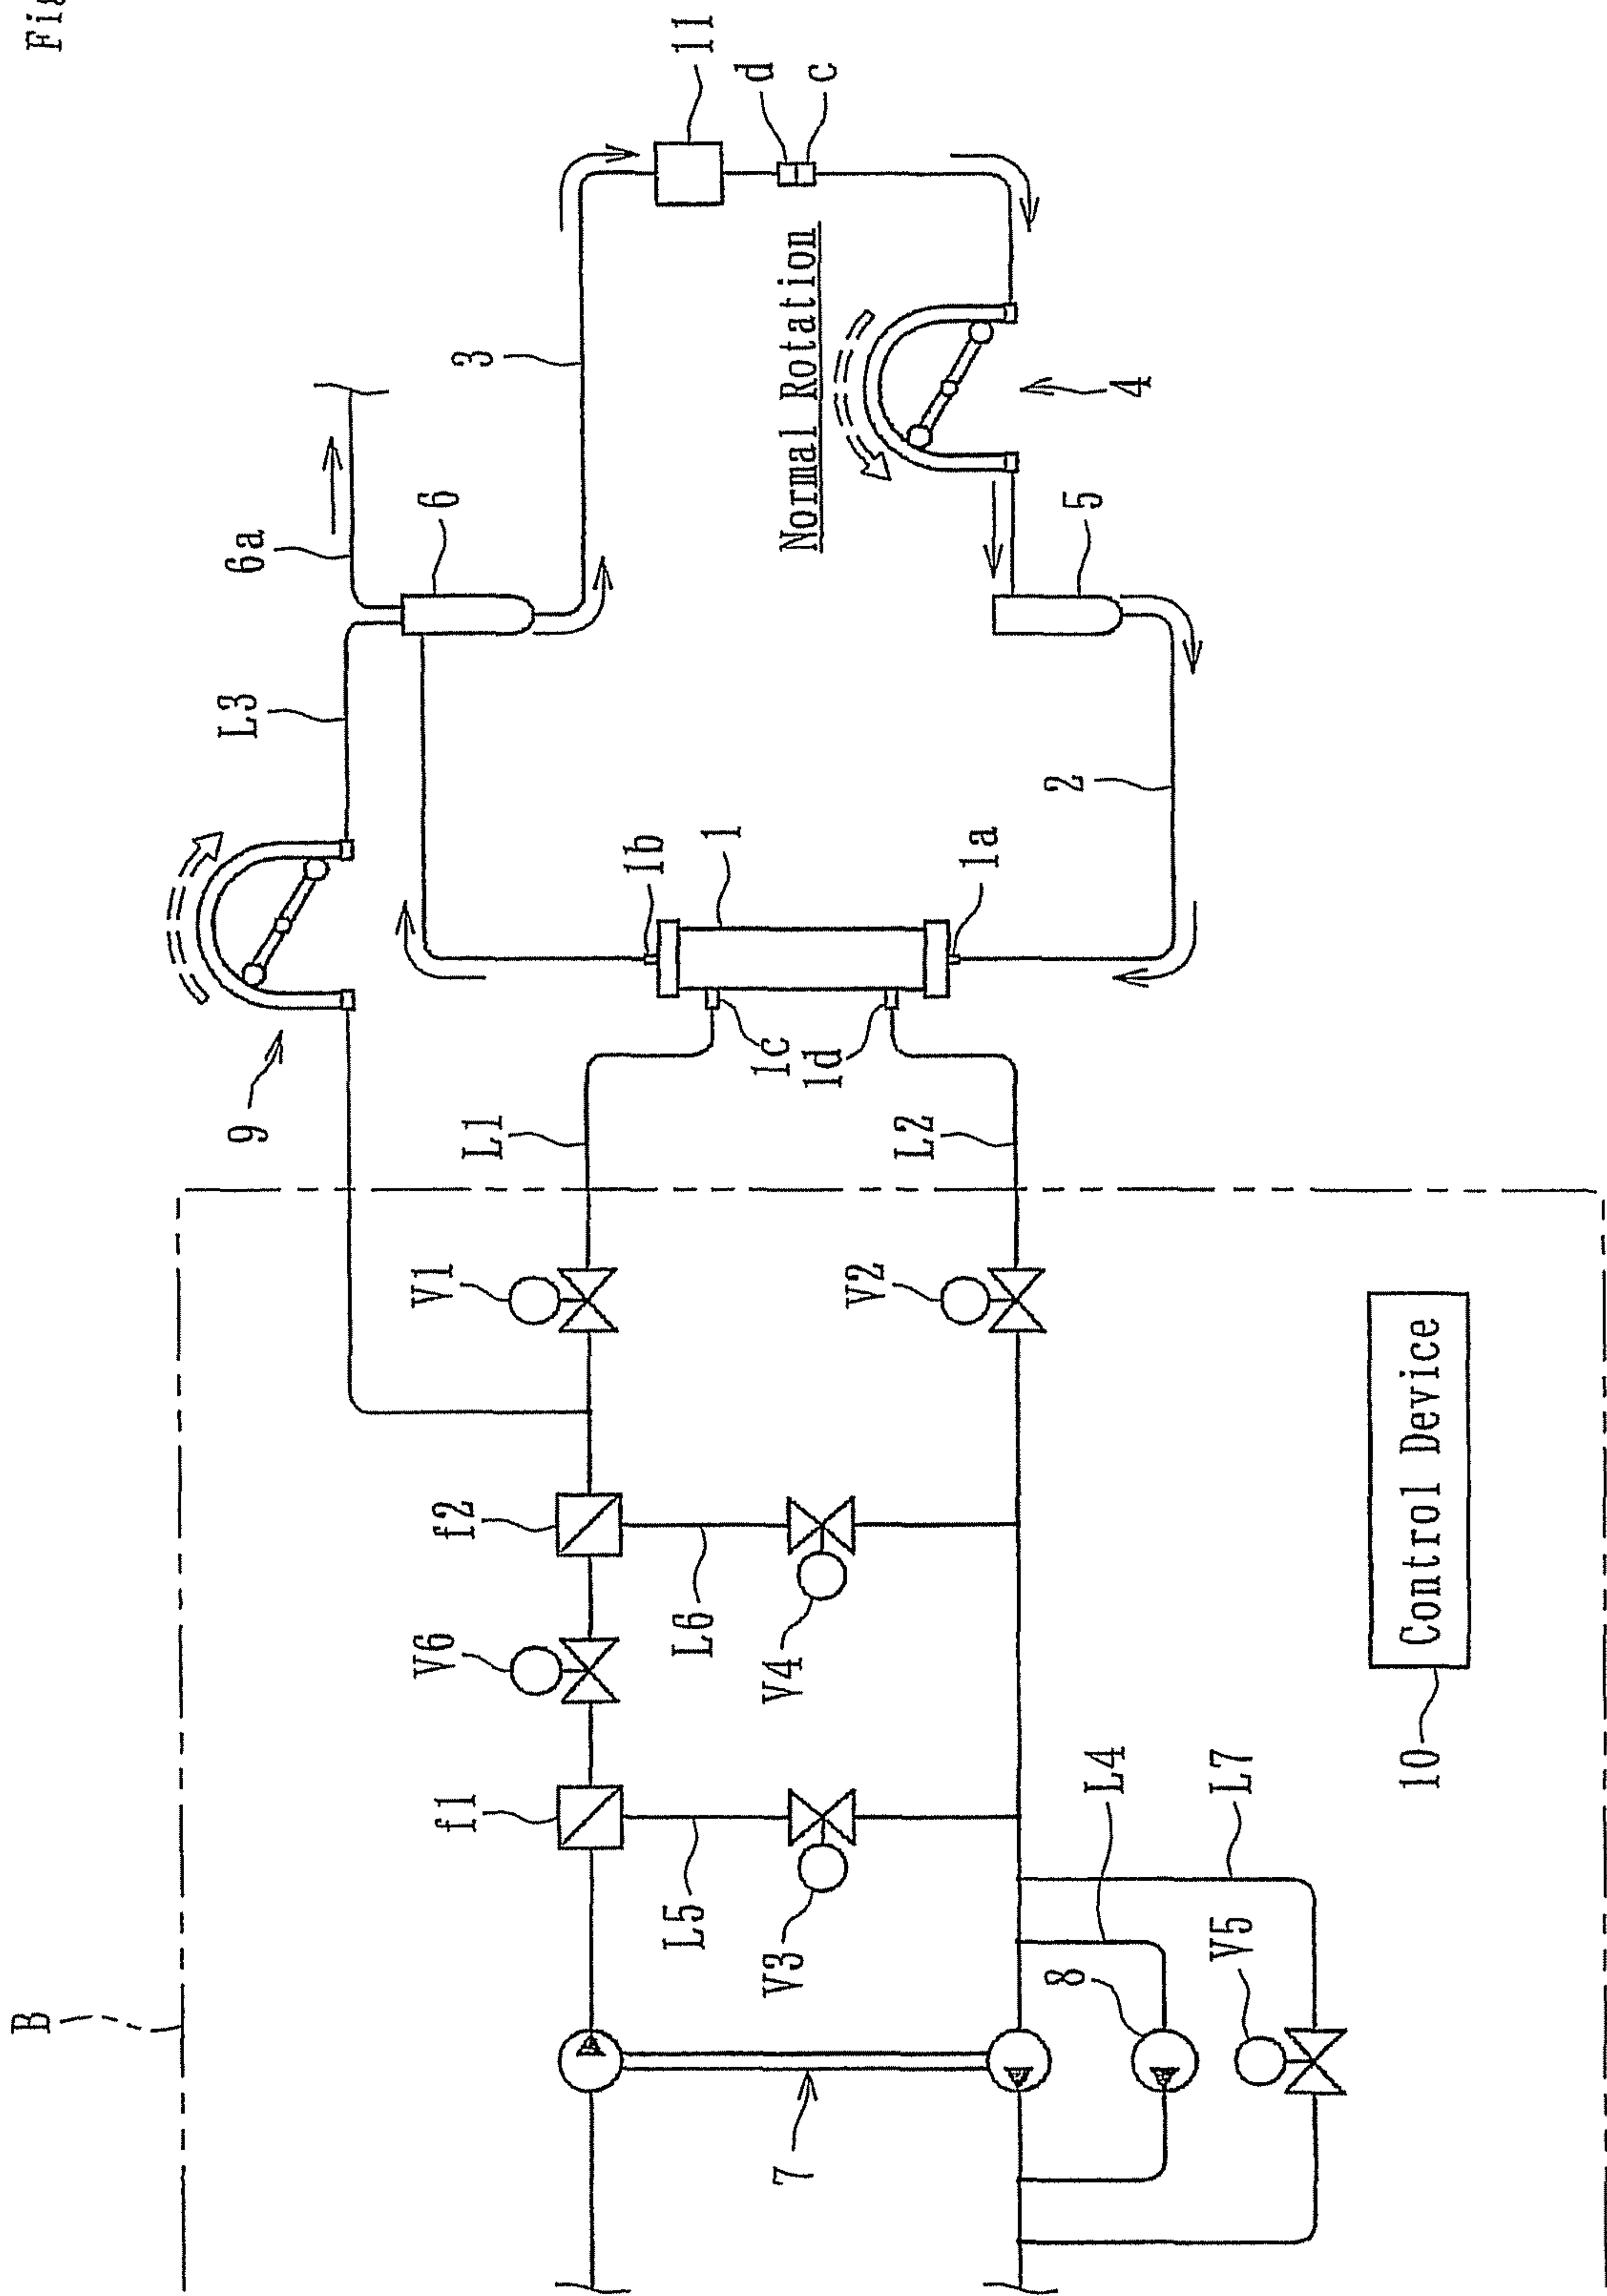 Fig
B
9
L3
6a
f1
V6
f2
V1
L1
6
3
11
1b
1
d
c
L5
L6
V3
V4
7
1c
1d
Normal Rotation
V2
L2
1a
4
8
L4
2
5
V5
L7
10
Control Device